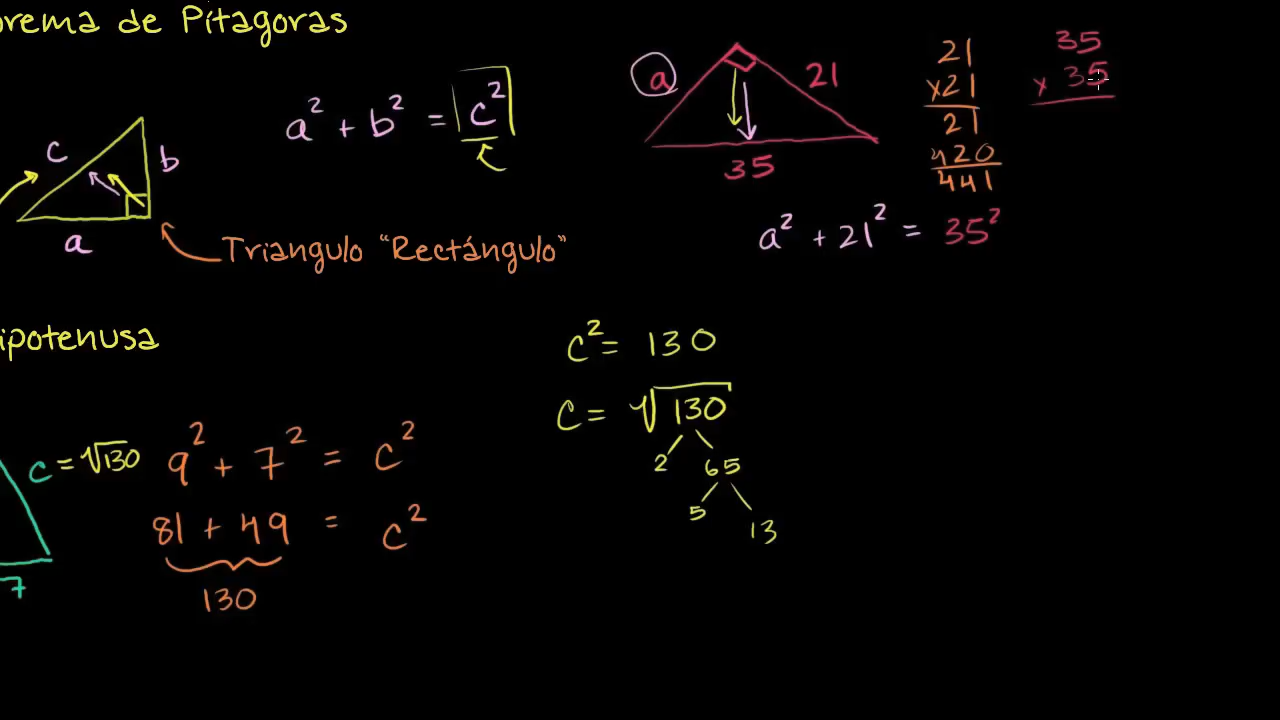 orema de Pitagoras
c
b
a
a² + b² = c²
Triangulo "Rectángulo"
a
21
35
21
x21
21
420
441
35
x 35
a² + 21² = 35²
ipotenusa
c = √130
7
9² + 7² = c²
81 + 49 = c²
130
c² = 130
c = √130
2 65
5 13